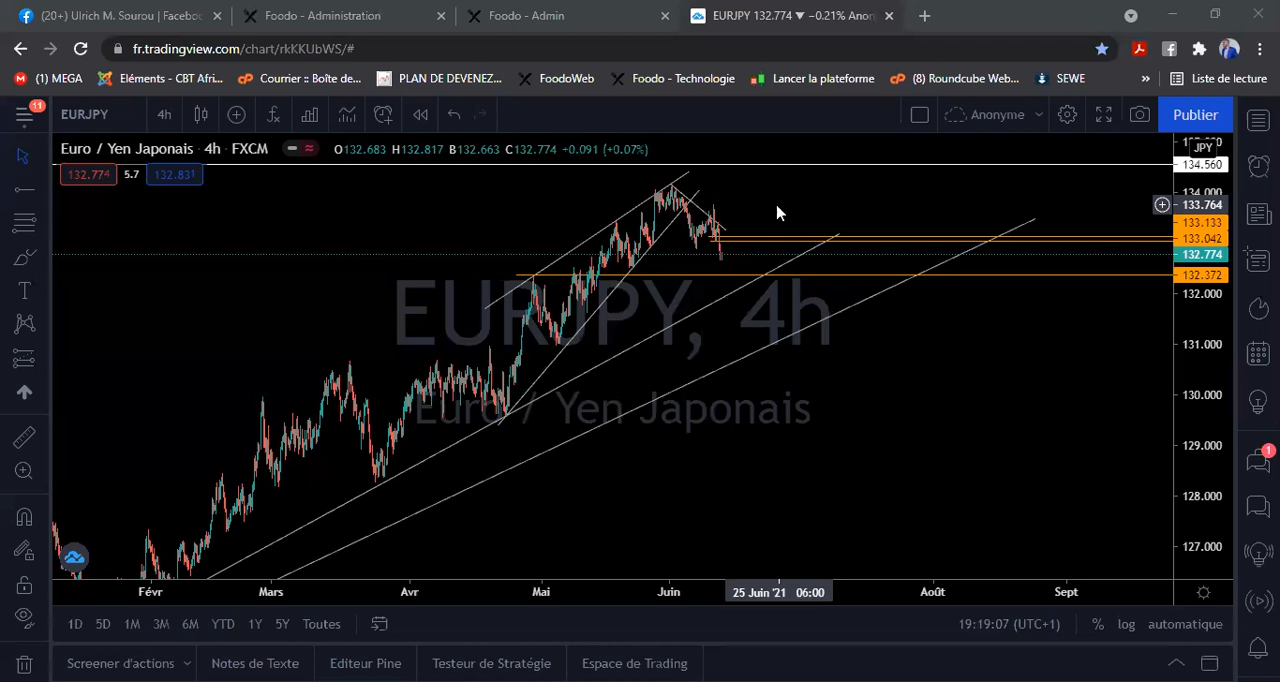 (20+) Ulrich M. Sourou | Faceboo
Foodo - Administration
Foodo - Admin
EURJPY 132.774 ▼ −0.21% Anon
fr.tradingview.com/chart/rkKKUbWS/#
(1) MEGA
Eléments - CBT Afri...
Courrier :: Boîte de...
PLAN DE DEVENEZ...
FoodoWeb
Foodo - Technologie
Lancer la plateforme
(8) Roundcube Web...
SEWE
»
Liste de lecture
11
EURJPY
4h
Anonyme
Publier
Euro / Yen Japonais · 4h · FXCM
O132.683 H132.817 B132.663 C132.774 +0.091 (+0.07%)
JPY
132.774
5.7
132.831
134.560
134.000
133.764
133.133
133.042
132.774
132.372
132.000
131.000
130.000
129.000
128.000
127.000
EURJPY, 4h
Euro / Yen Japonais
1
Févr
Mars
Avr
Mai
Juin
25 Juin '21 06:00
Août
Sept
1D
5D
1M
3M
6M
YTD
1Y
5Y
Toutes
19:19:07 (UTC+1)
%
log
automatique
Screener d'actions
Notes de Texte
Editeur Pine
Testeur de Stratégie
Espace de Trading